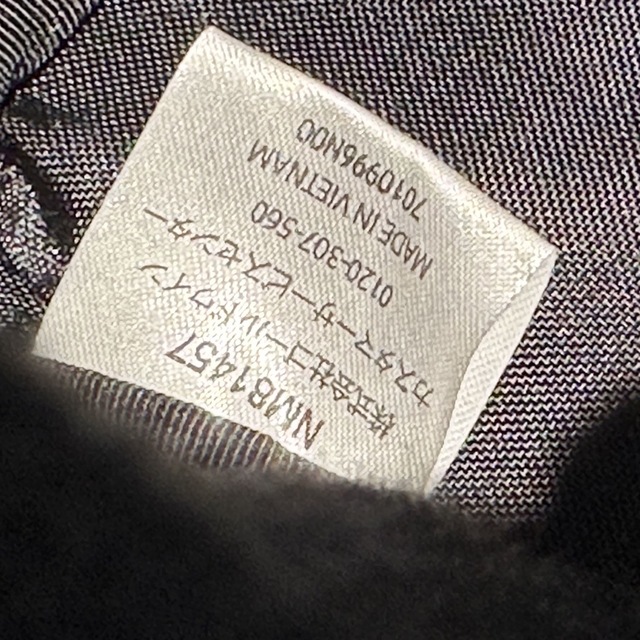 NM81457
株式会社ゴールドウイン
カスタマーサービスセンター
0120-307-560
MADE IN VIETNAM
7010996N00